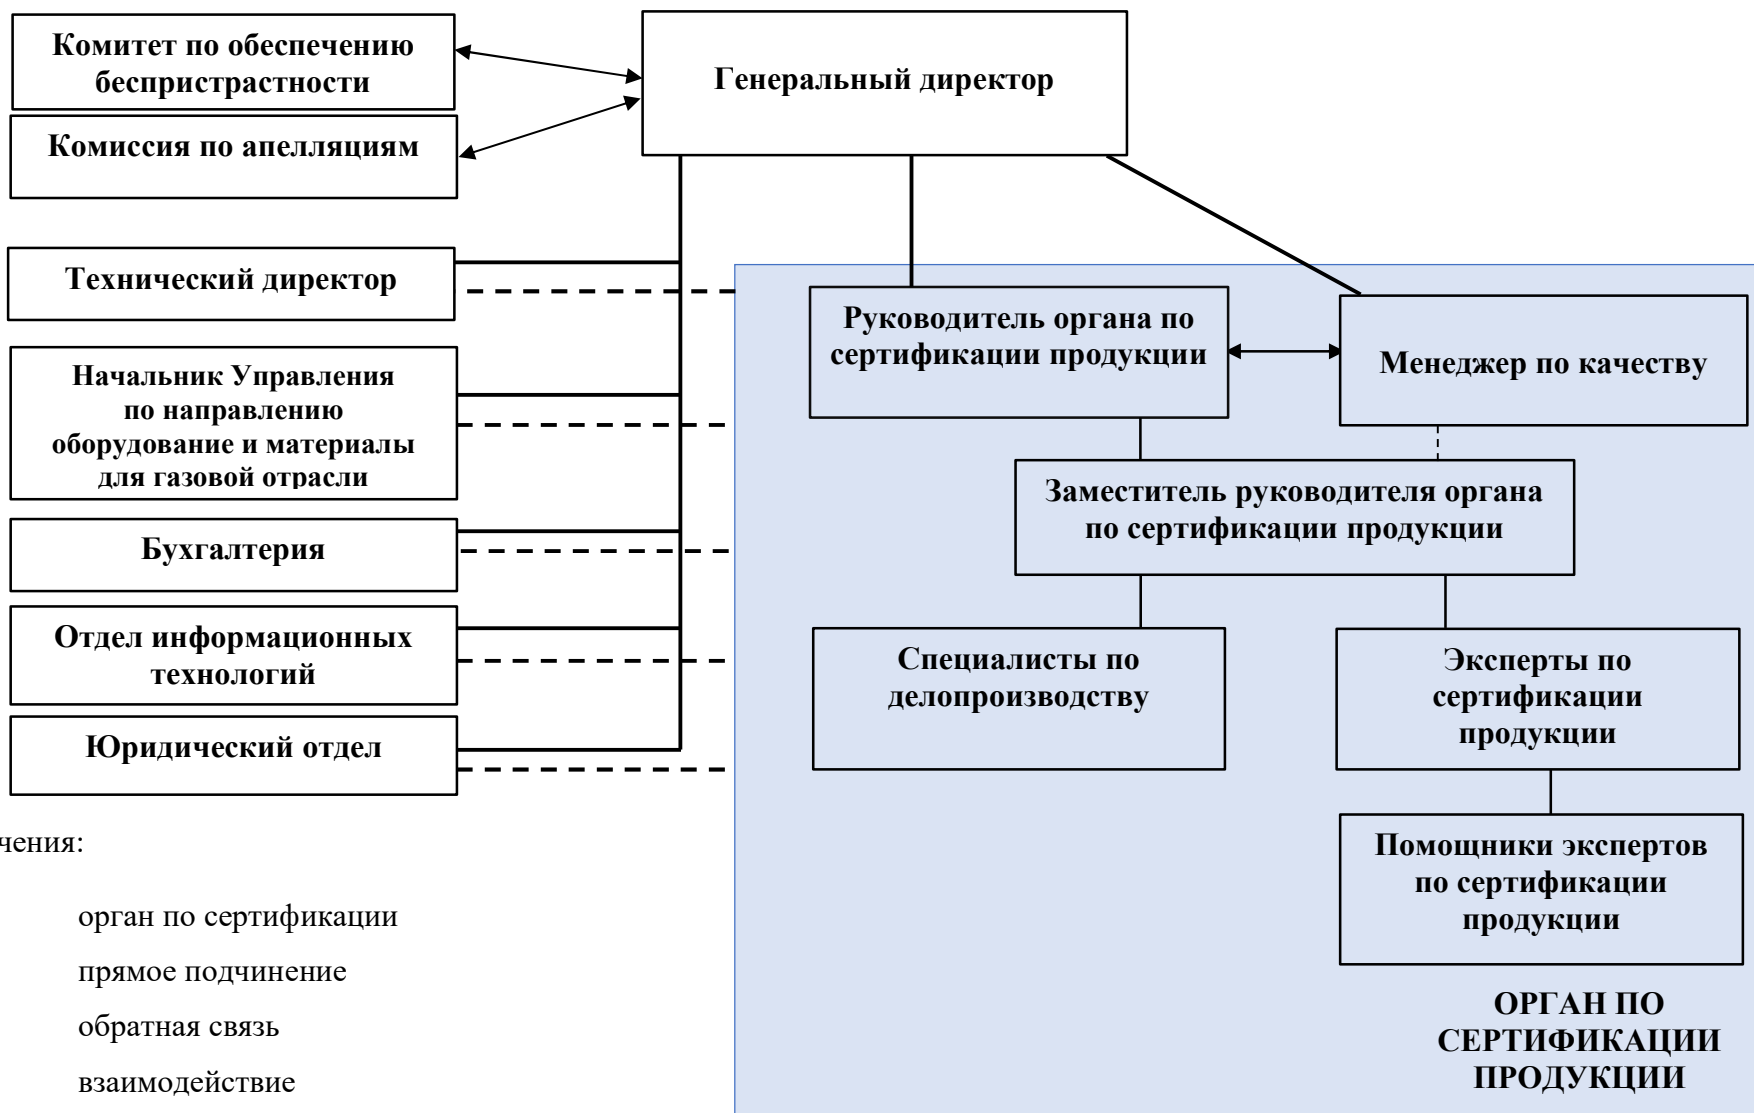 Комитет по обеспечению
беспристрастности
Генеральный директор
Комиссия по апелляциям
Технический директор
Руководитель органа по
сертификации продукции
Менеджер по качеству
Начальник Управления
по направлению
оборудование и материалы
для газовой отрасли
Заместитель руководителя органа
по сертификации продукции
Бухгалтерия
Отдел информационных
технологий
Специалисты по
делопроизводству
Эксперты по
сертификации
продукции
Юридический отдел
Помощники экспертов
по сертификации
продукции
чения:
орган по сертификации
прямое подчинение
обратная связь
взаимодействие
ОРГАН ПО
СЕРТИФИКАЦИИ
ПРОДУКЦИИ